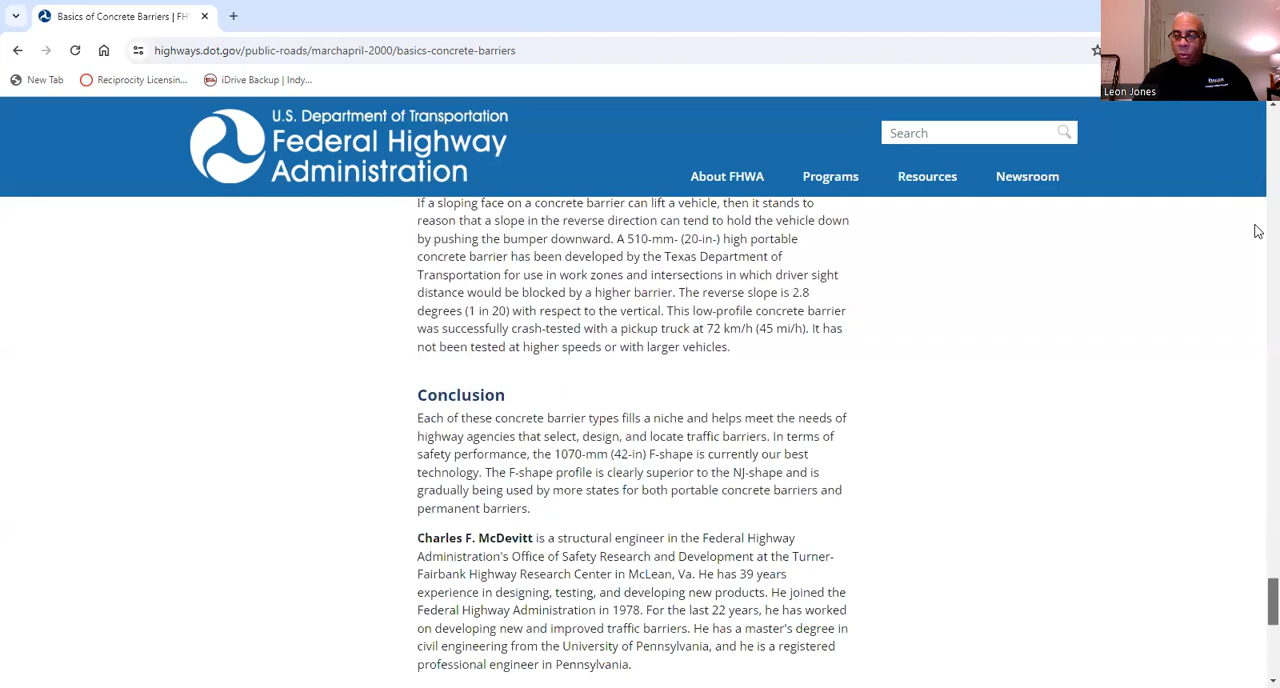 Basics of Concrete Barriers | FH
highways.dot.gov/public-roads/marchapril-2000/basics-concrete-barriers
New Tab
Reciprocity Licensin...
iDrive Backup | Indy...
Leon Jones
U.S. Department of Transportation
Federal Highway
Administration
Search
About FHWA
Programs
Resources
Newsroom
If a sloping face on a concrete barrier can lift a vehicle, then it stands to
reason that a slope in the reverse direction can tend to hold the vehicle down
by pushing the bumper downward. A 510-mm- (20-in-) high portable
concrete barrier has been developed by the Texas Department of
Transportation for use in work zones and intersections in which driver sight
distance would be blocked by a higher barrier. The reverse slope is 2.8
degrees (1 in 20) with respect to the vertical. This low-profile concrete barrier
was successfully crash-tested with a pickup truck at 72 km/h (45 mi/h). It has
not been tested at higher speeds or with larger vehicles.
Conclusion
Each of these concrete barrier types fills a niche and helps meet the needs of
highway agencies that select, design, and locate traffic barriers. In terms of
safety performance, the 1070-mm (42-in) F-shape is currently our best
technology. The F-shape profile is clearly superior to the NJ-shape and is
gradually being used by more states for both portable concrete barriers and
permanent barriers.
Charles F. McDevitt is a structural engineer in the Federal Highway
Administration's Office of Safety Research and Development at the Turner-
Fairbank Highway Research Center in McLean, Va. He has 39 years
experience in designing, testing, and developing new products. He joined the
Federal Highway Administration in 1978. For the last 22 years, he has worked
on developing new and improved traffic barriers. He has a master's degree in
civil engineering from the University of Pennsylvania, and he is a registered
professional engineer in Pennsylvania.